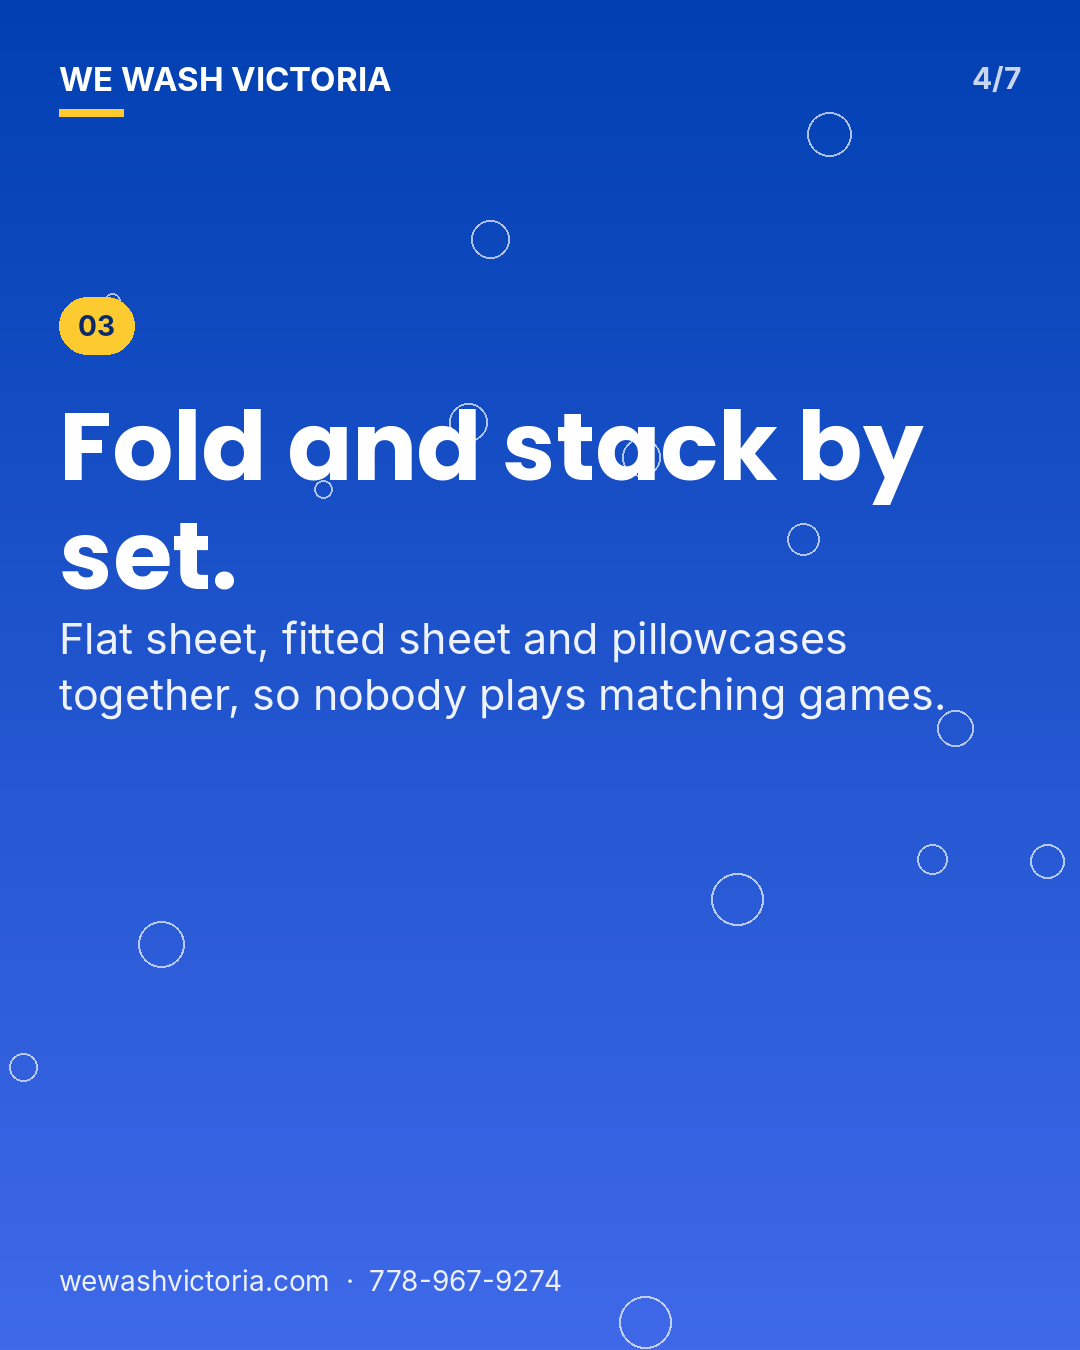 WE WASH VICTORIA
4/7
03
Fold and stack by
set.
Flat sheet, fitted sheet and pillowcases
together, so nobody plays matching games.
wewashvictoria.com · 778-967-9274